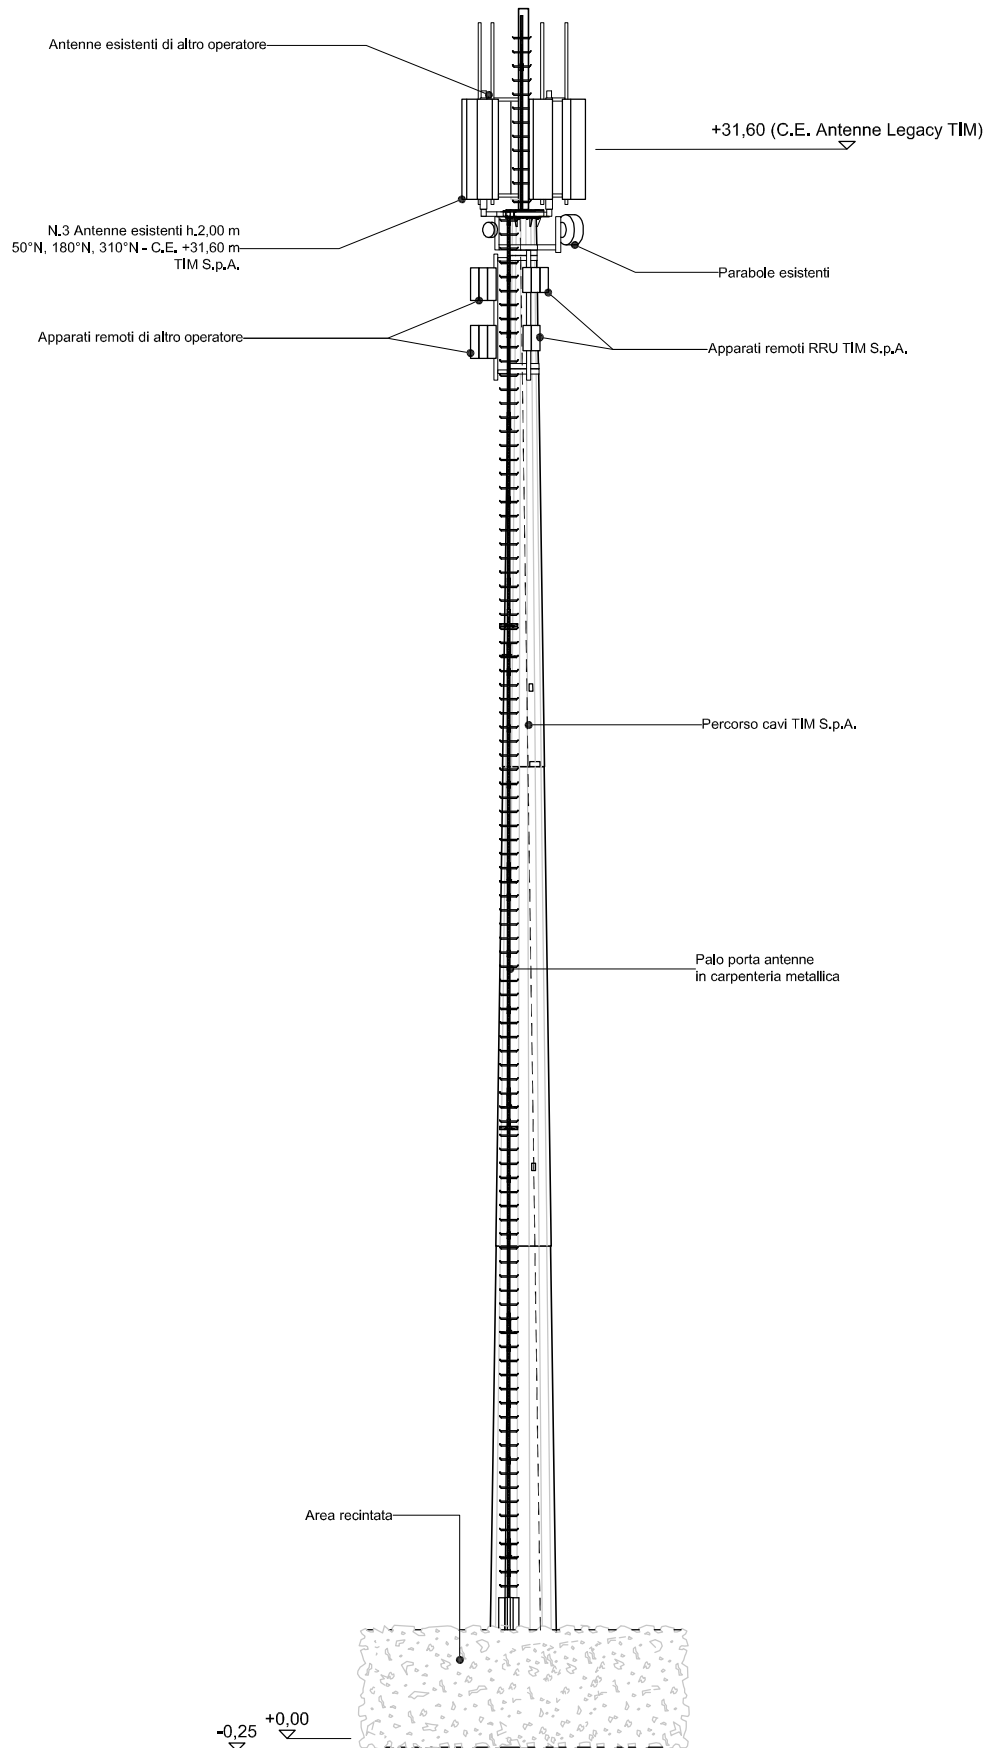 Antenne esistenti di altro operatore
+31,60 (C.E. Antenne Legacy TIM)
N.3 Antenne esistenti h.2,00 m
50°N, 180°N, 310°N - C.E. +31,60 m
TIM S.p.A.
Parabole esistenti
Apparati remoti di altro operatore
Apparati remoti RRU TIM S.p.A.
Percorso cavi TIM S.p.A.
Palo porta antenne
in carpenteria metallica
Area recintata
+0,00
-0,25